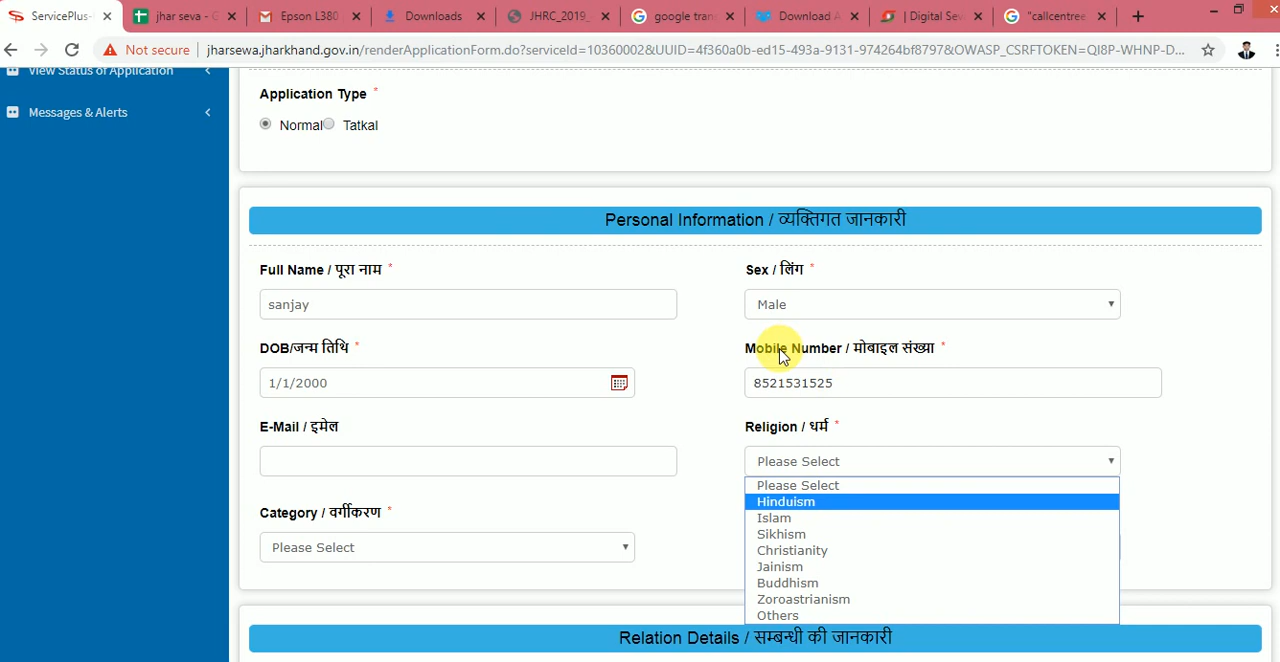 ServicePlus-
jhar seva - G
Epson L380
Downloads
JHRC_2019_
google tran
Download A
| Digital Sev
"callcentree
Not secure
jharsewa.jharkhand.gov.in/renderApplicationForm.do?serviceId=10360002&UUID=4f360a0b-ed15-493a-9131-974264bf8797&OWASP_CSRFTOKEN=QI8P-WHNP-D...
View Status of Application
Messages & Alerts
Application Type *
Normal Tatkal
Personal Information / व्यक्तिगत जानकारी
Full Name / पूरा नाम *
Sex / लिंग *
sanjay
Male
DOB/जन्म तिथि *
Mobile Number / मोबाइल संख्या *
1/1/2000
8521531525
E-Mail / इमेल
Religion / धर्म *
Please Select
Please Select
Hinduism
Islam
Sikhism
Christianity
Jainism
Buddhism
Zoroastrianism
Others
Category / वर्गीकरण *
Please Select
Relation Details / सम्बन्धी की जानकारी